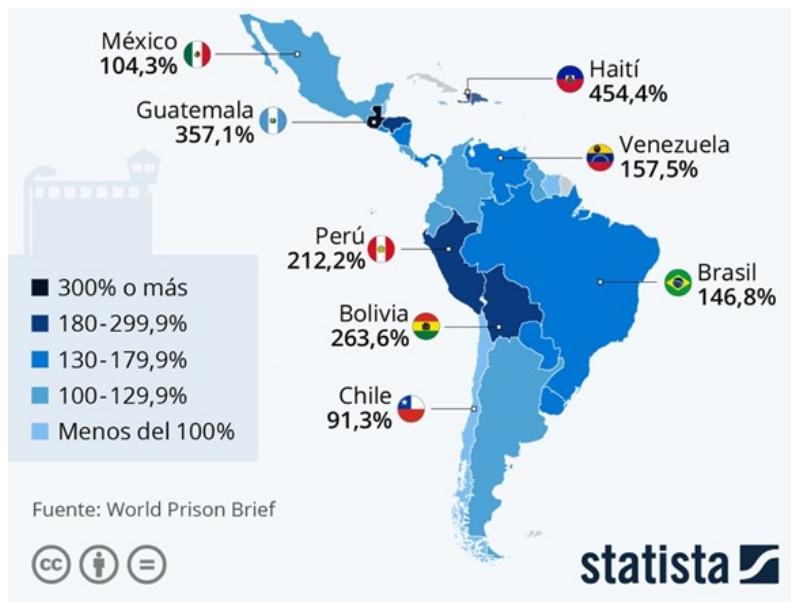 México
104,3%
Haití
454,4%
Guatemala
357,1%
Venezuela
157,5%
Perú
212,2%
Brasil
146,8%
Bolivia
263,6%
Chile
91,3%
300% o más
180-299,9%
130-179,9%
100-129,9%
Menos del 100%
Fuente: World Prison Brief
cc
statista